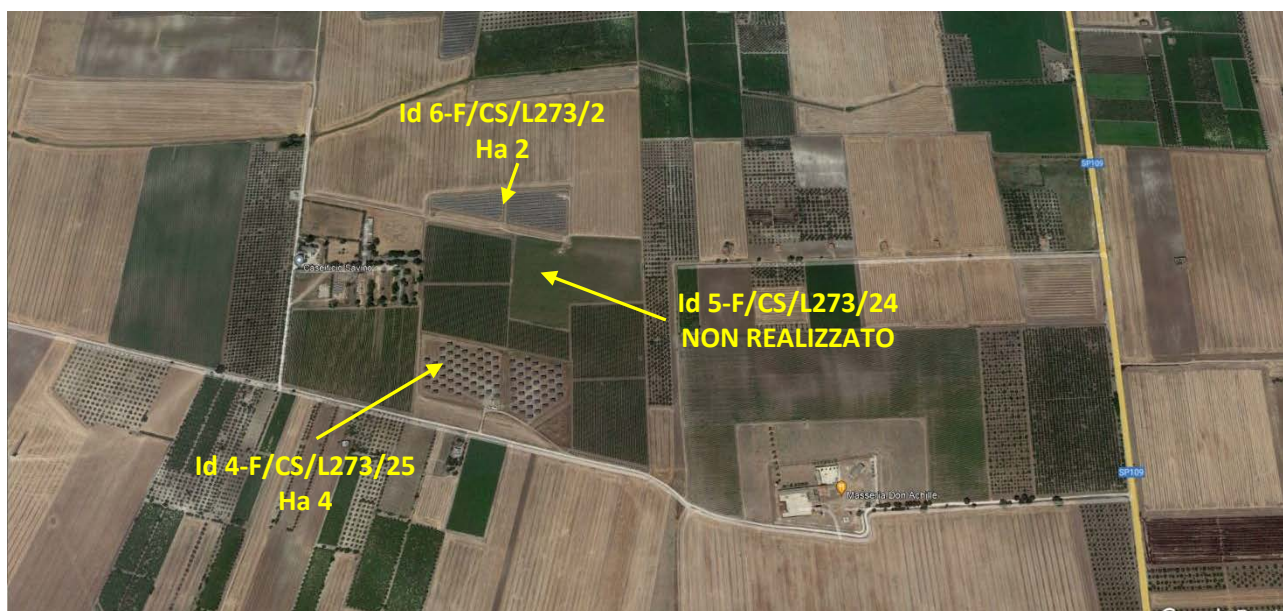 Id 6-F/CS/L273/2
Ha 2
SP109
Caseificio Savino
Id 5-F/CS/L273/24
NON REALIZZATO
Id 4-F/CS/L273/25
Ha 4
SP109
Masseria Don Achille